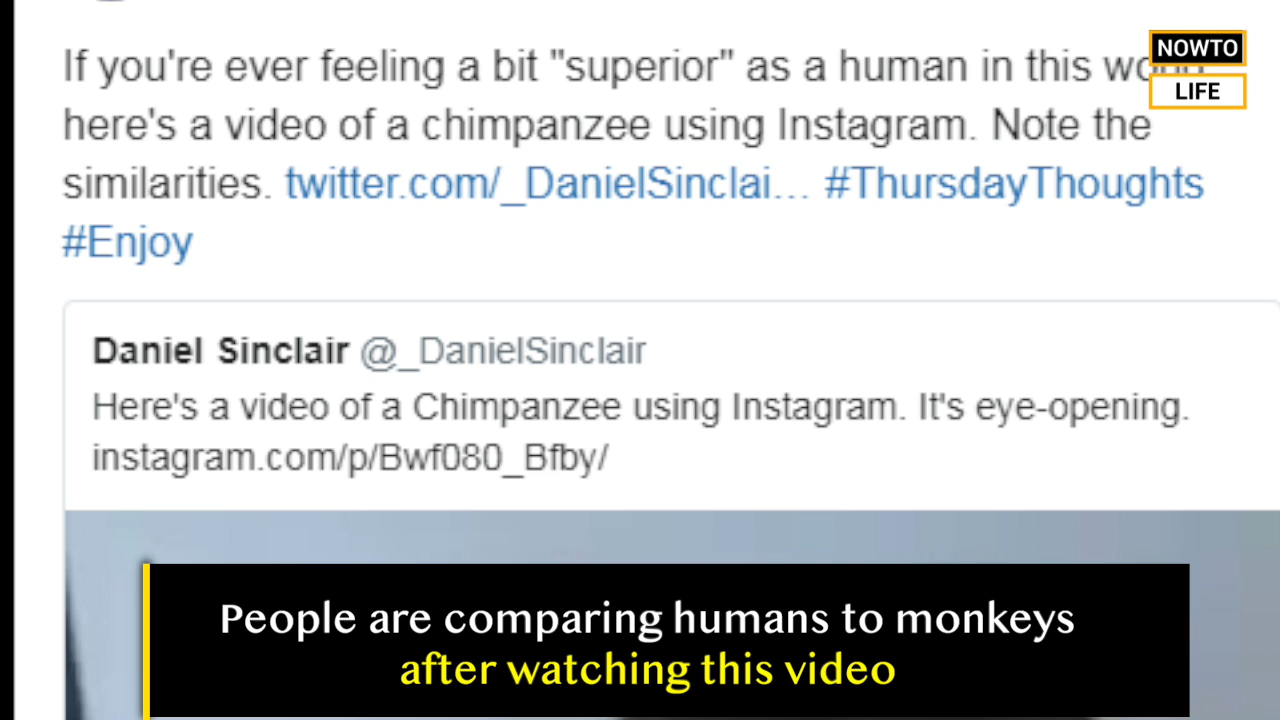 NOWTO
LIFE
If you're ever feeling a bit "superior" as a human in this
here's a video of a chimpanzee using Instagram. Note the
similarities. twitter.com/_DanielSinclai... #ThursdayThoughts
#Enjoy
Daniel Sinclair @_DanielSinclair
Here's a video of a Chimpanzee using Instagram. It's eye-opening.
instagram.com/p/Bwf080_Bfby/
People are comparing humans to monkeys
after watching this video